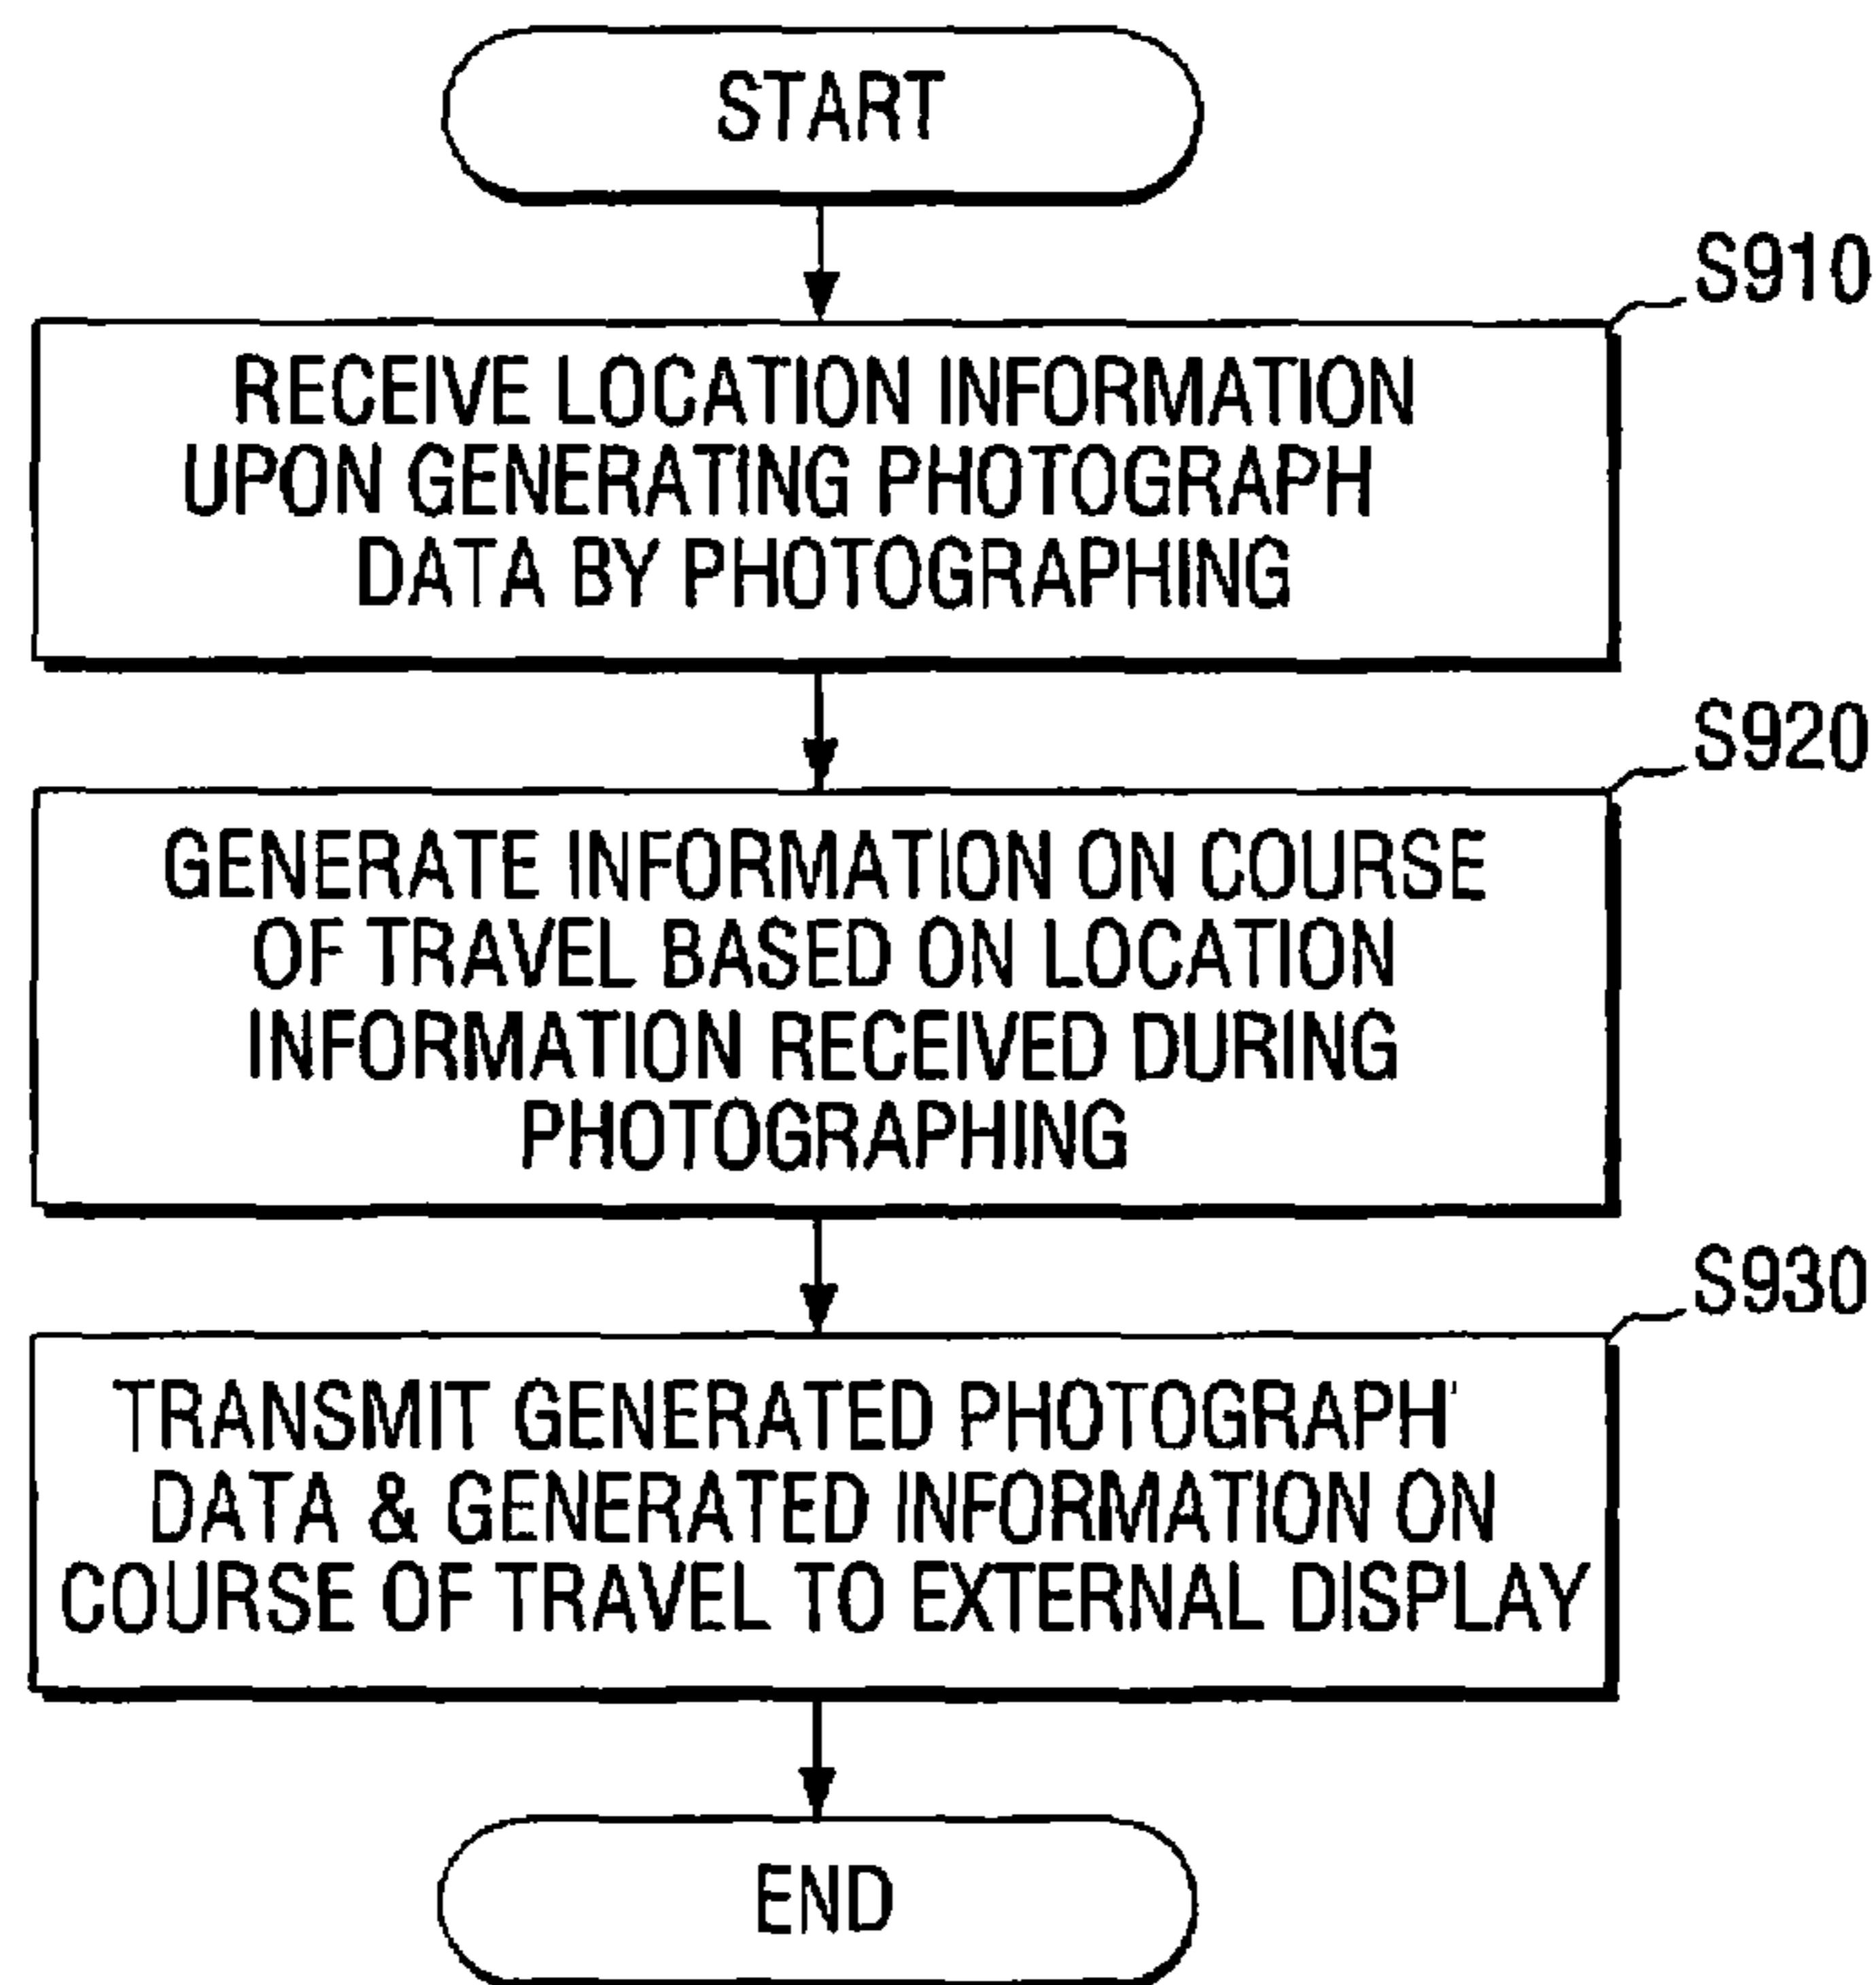 START
S910
RECEIVE LOCATION INFORMATION
UPON GENERATING PHOTOGRAPH
DATA BY PHOTOGRAPHING
S920
GENERATE INFORMATION ON COURSE
OF TRAVEL BASED ON LOCATION
INFORMATION RECEIVED DURING
PHOTOGRAPHING
S930
TRANSMIT GENERATED PHOTOGRAPH
DATA & GENERATED INFORMATION ON
COURSE OF TRAVEL TO EXTERNAL DISPLAY
END